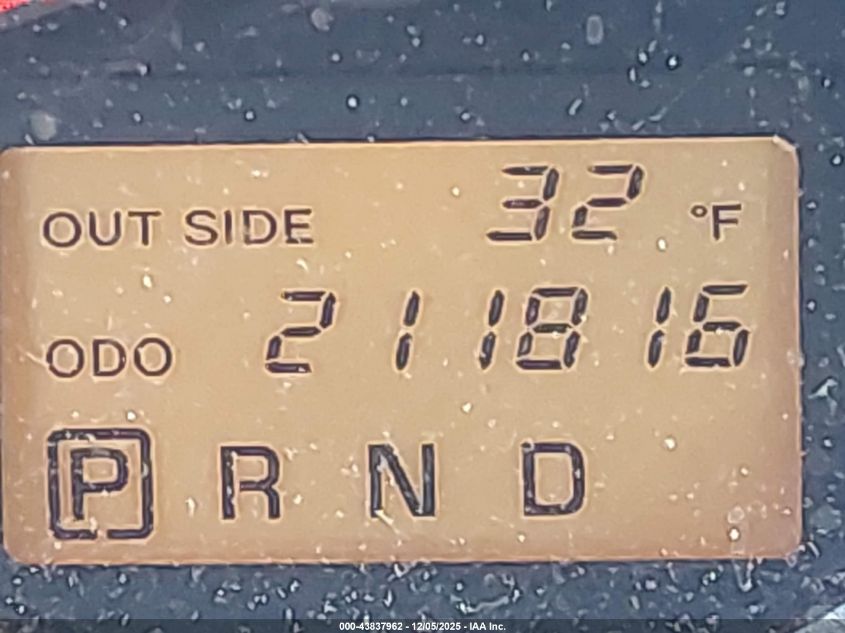 OUT SIDE 32 °F
ODO 211816
P R N D
000-43837962 - 12/05/2025 - IAA Inc.